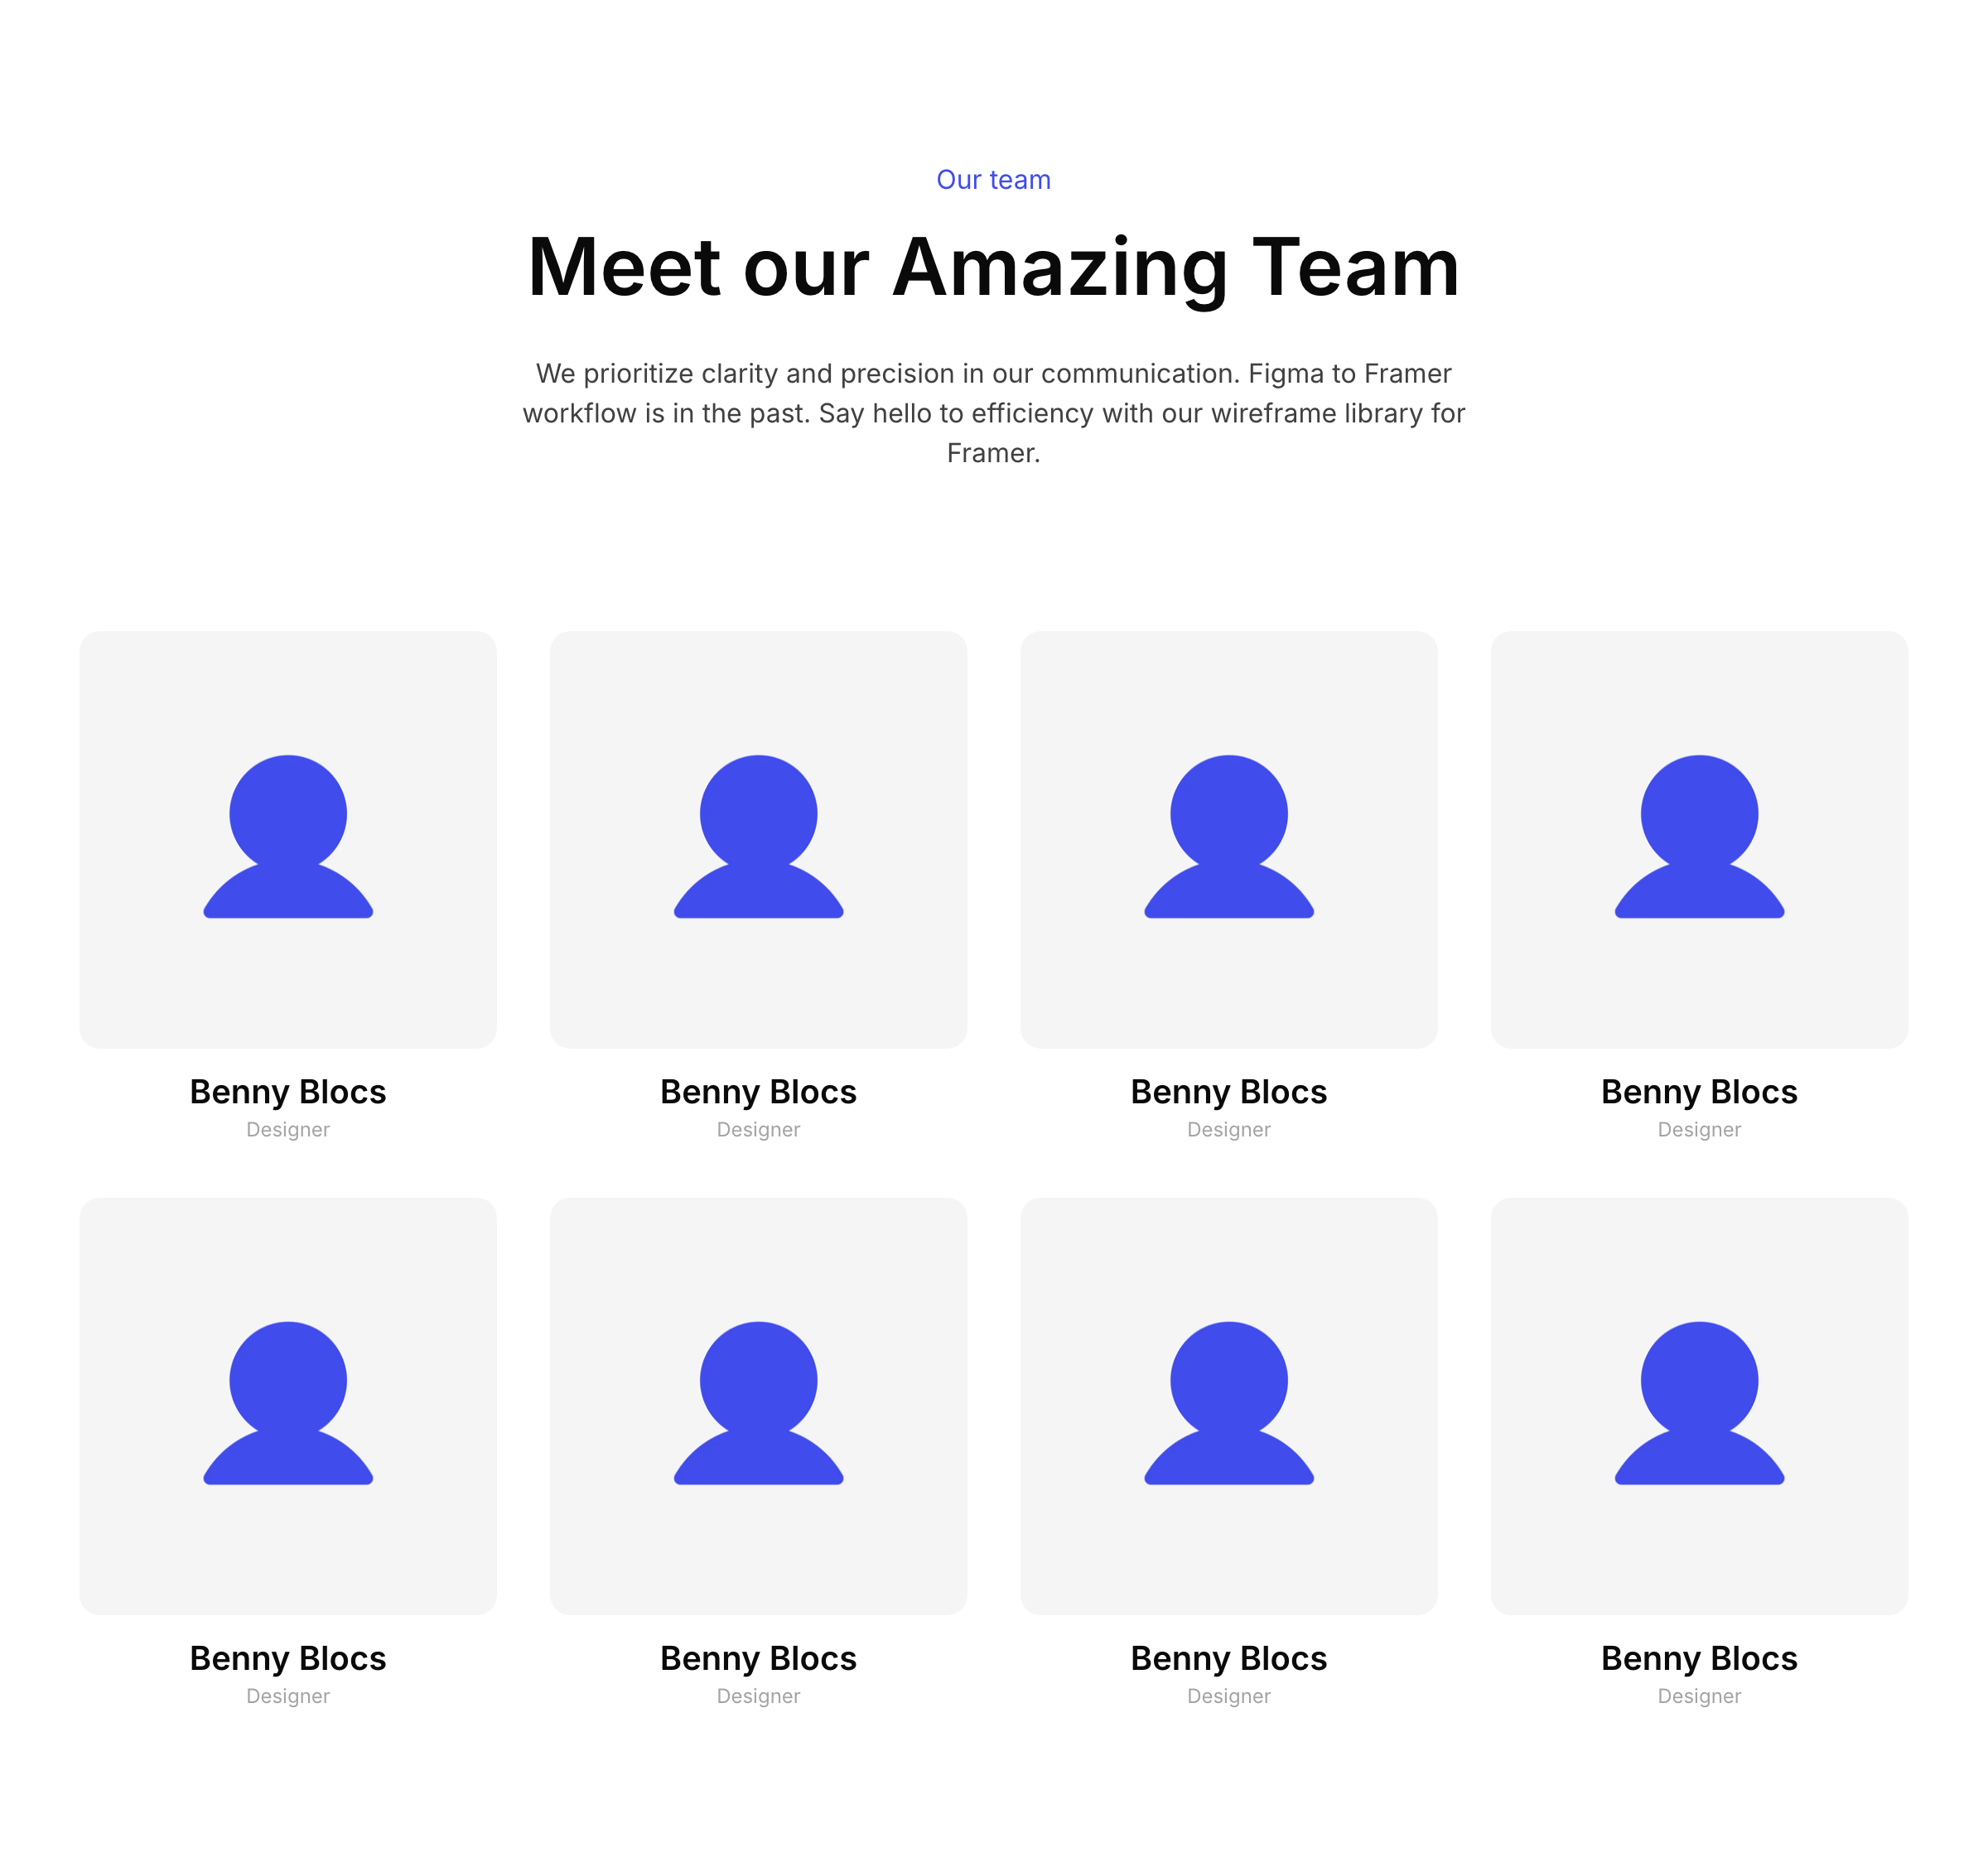 Our team
Meet our Amazing Team
We prioritize clarity and precision in our communication. Figma to Framer
workflow is in the past. Say hello to efficiency with our wireframe library for
Framer.
Benny Blocs
Designer
Benny Blocs
Designer
Benny Blocs
Designer
Benny Blocs
Designer
Benny Blocs
Designer
Benny Blocs
Designer
Benny Blocs
Designer
Benny Blocs
Designer